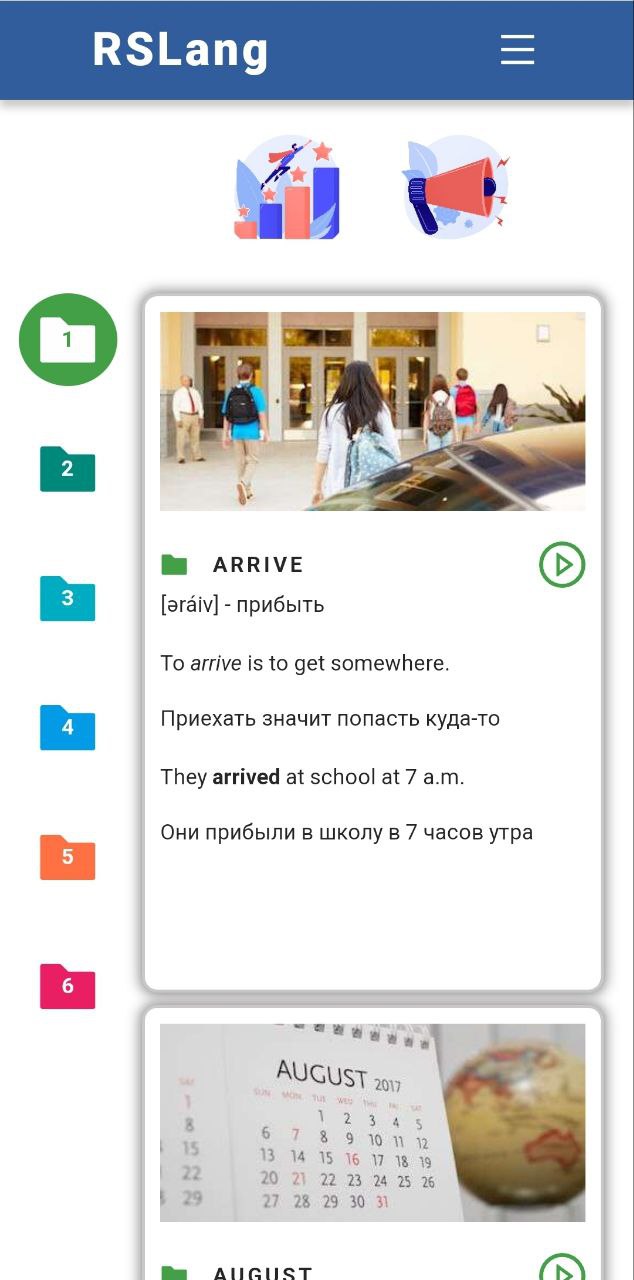 RSLang
1
2
3
4
5
6
ARRIVE
[əráiv] - прибыть
To arrive is to get somewhere.
Приехать значит попасть куда-то
They arrived at school at 7 a.m.
Они прибыли в школу в 7 часов утра
AUGUST 2017
SAT
1
8
15
22
29
SUN MON TUE WED THU FRI SAT
1 2 3 4 5
6 7 8 9 10 11 12
13 14 15 16 17 18 19
20 21 22 23 24 25 26
27 28 29 30 31
AUGUST